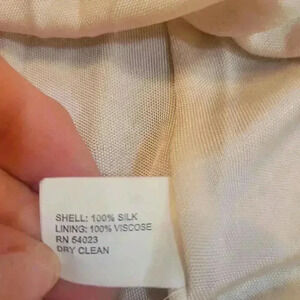 SHELL: 100% SILK
LINING: 100% VISCOSE
RN 54023
DRY CLEAN